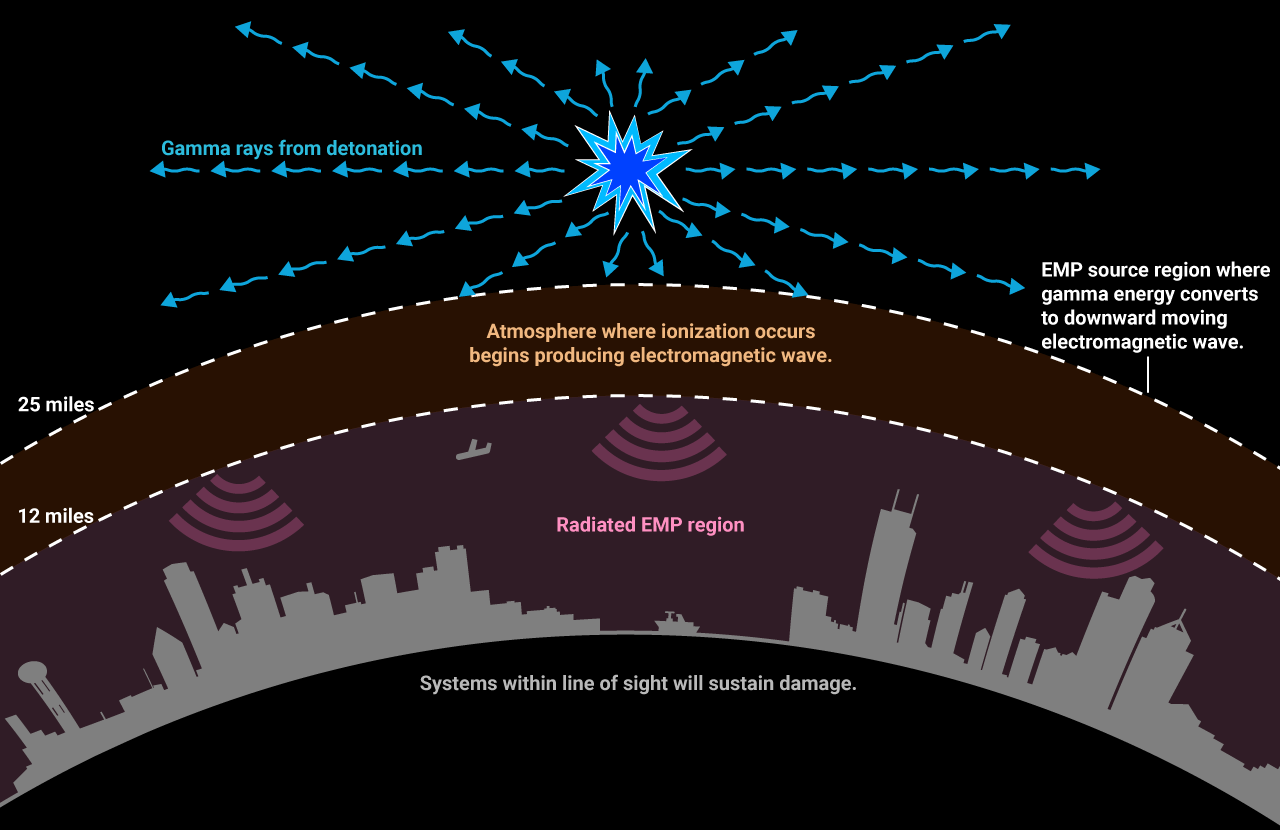 Gamma rays from detonation
EMP source region where
gamma energy converts
to downward moving
electromagnetic wave.
Atmosphere where ionization occurs
begins producing electromagnetic wave.
25 miles
12 miles
Radiated EMP region
Systems within line of sight will sustain damage.